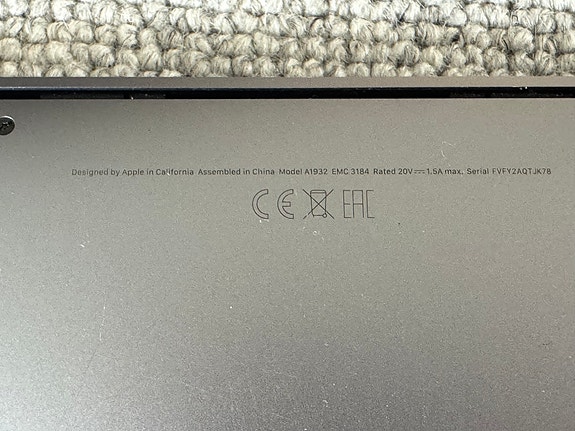 Designed by Apple in California Assembled in China Model A1932 EMC 3184 Rated 20V⎓1.5A max. Serial FVFY2AQTJK78
CE EAC